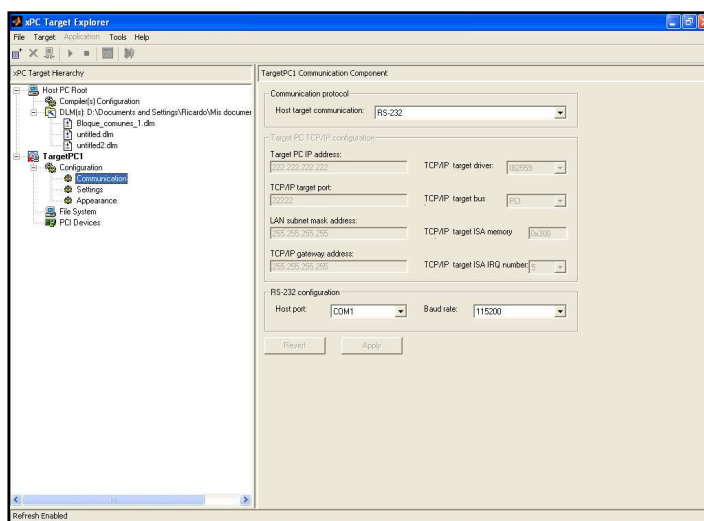 xPC Target Explorer
File Target Application Tools Help
xPC Target Hierarchy
Host PC Root
Compiler(s) Configuration
DLM(s): D:\Documents and Settings\Ricardo\Mis documer
Bloque_comunes_1.dlm
untitled.dlm
untitled2.dlm
TargetPC1
Configuration
Communication
Settings
Appearance
File System
PCI Devices
TargetPC1 Communication Component
Communication protocol
Host target communication: RS-232
Target PC TCP/IP configuration
Target PC IP address:
222.222.222.222
TCP/IP target driver: I82559
TCP/IP target port:
22222
TCP/IP target bus PCI
LAN subnet mask address:
255.255.255.255
TCP/IP target ISA memory 0x300
TCP/IP gateway address:
255.255.255.255
TCP/IP target ISA IRQ number: 5
RS-232 configuration
Host port: COM1 Baud rate: 115200
Revert Apply
Refresh Enabled